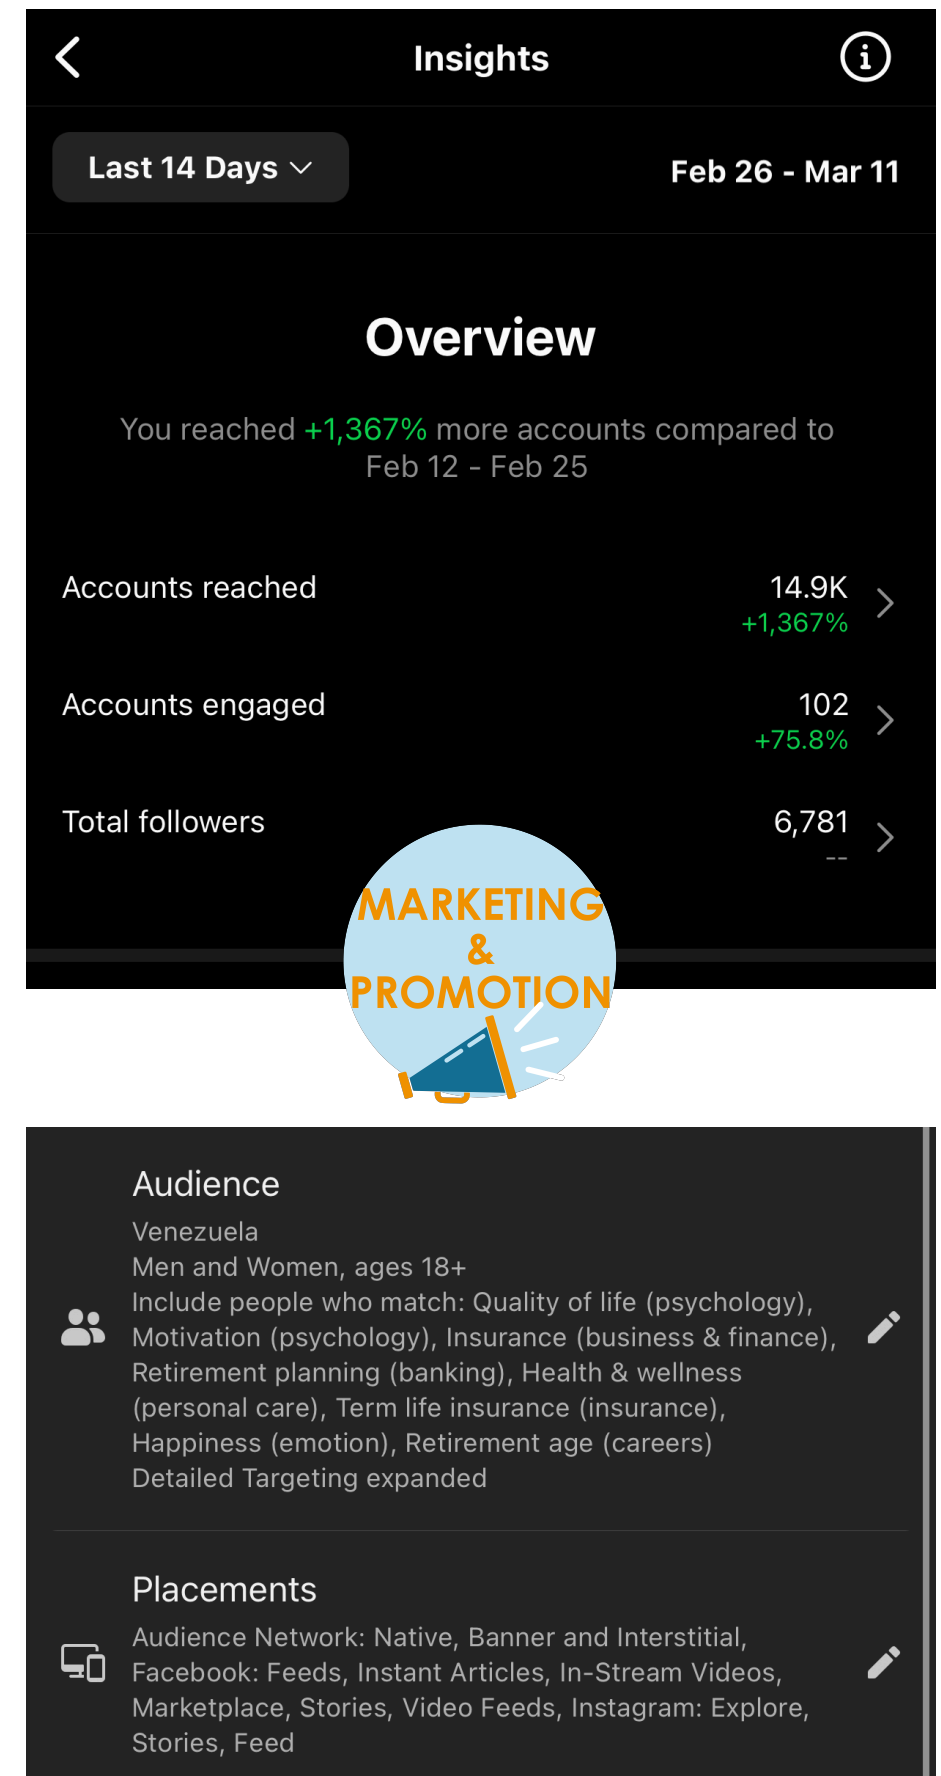 Insights
Last 14 Days
Feb 26 - Mar 11
Overview
You reached +1,367% more accounts compared to
Feb 12 - Feb 25
Accounts reached
14.9K
+1,367%
Accounts engaged
102
+75.8%
Total followers
6,781
--
MARKETING
&
PROMOTION
Audience
Venezuela
Men and Women, ages 18+
Include people who match: Quality of life (psychology),
Motivation (psychology), Insurance (business & finance),
Retirement planning (banking), Health & wellness
(personal care), Term life insurance (insurance),
Happiness (emotion), Retirement age (careers)
Detailed Targeting expanded
Placements
Audience Network: Native, Banner and Interstitial,
Facebook: Feeds, Instant Articles, In-Stream Videos,
Marketplace, Stories, Video Feeds, Instagram: Explore,
Stories, Feed